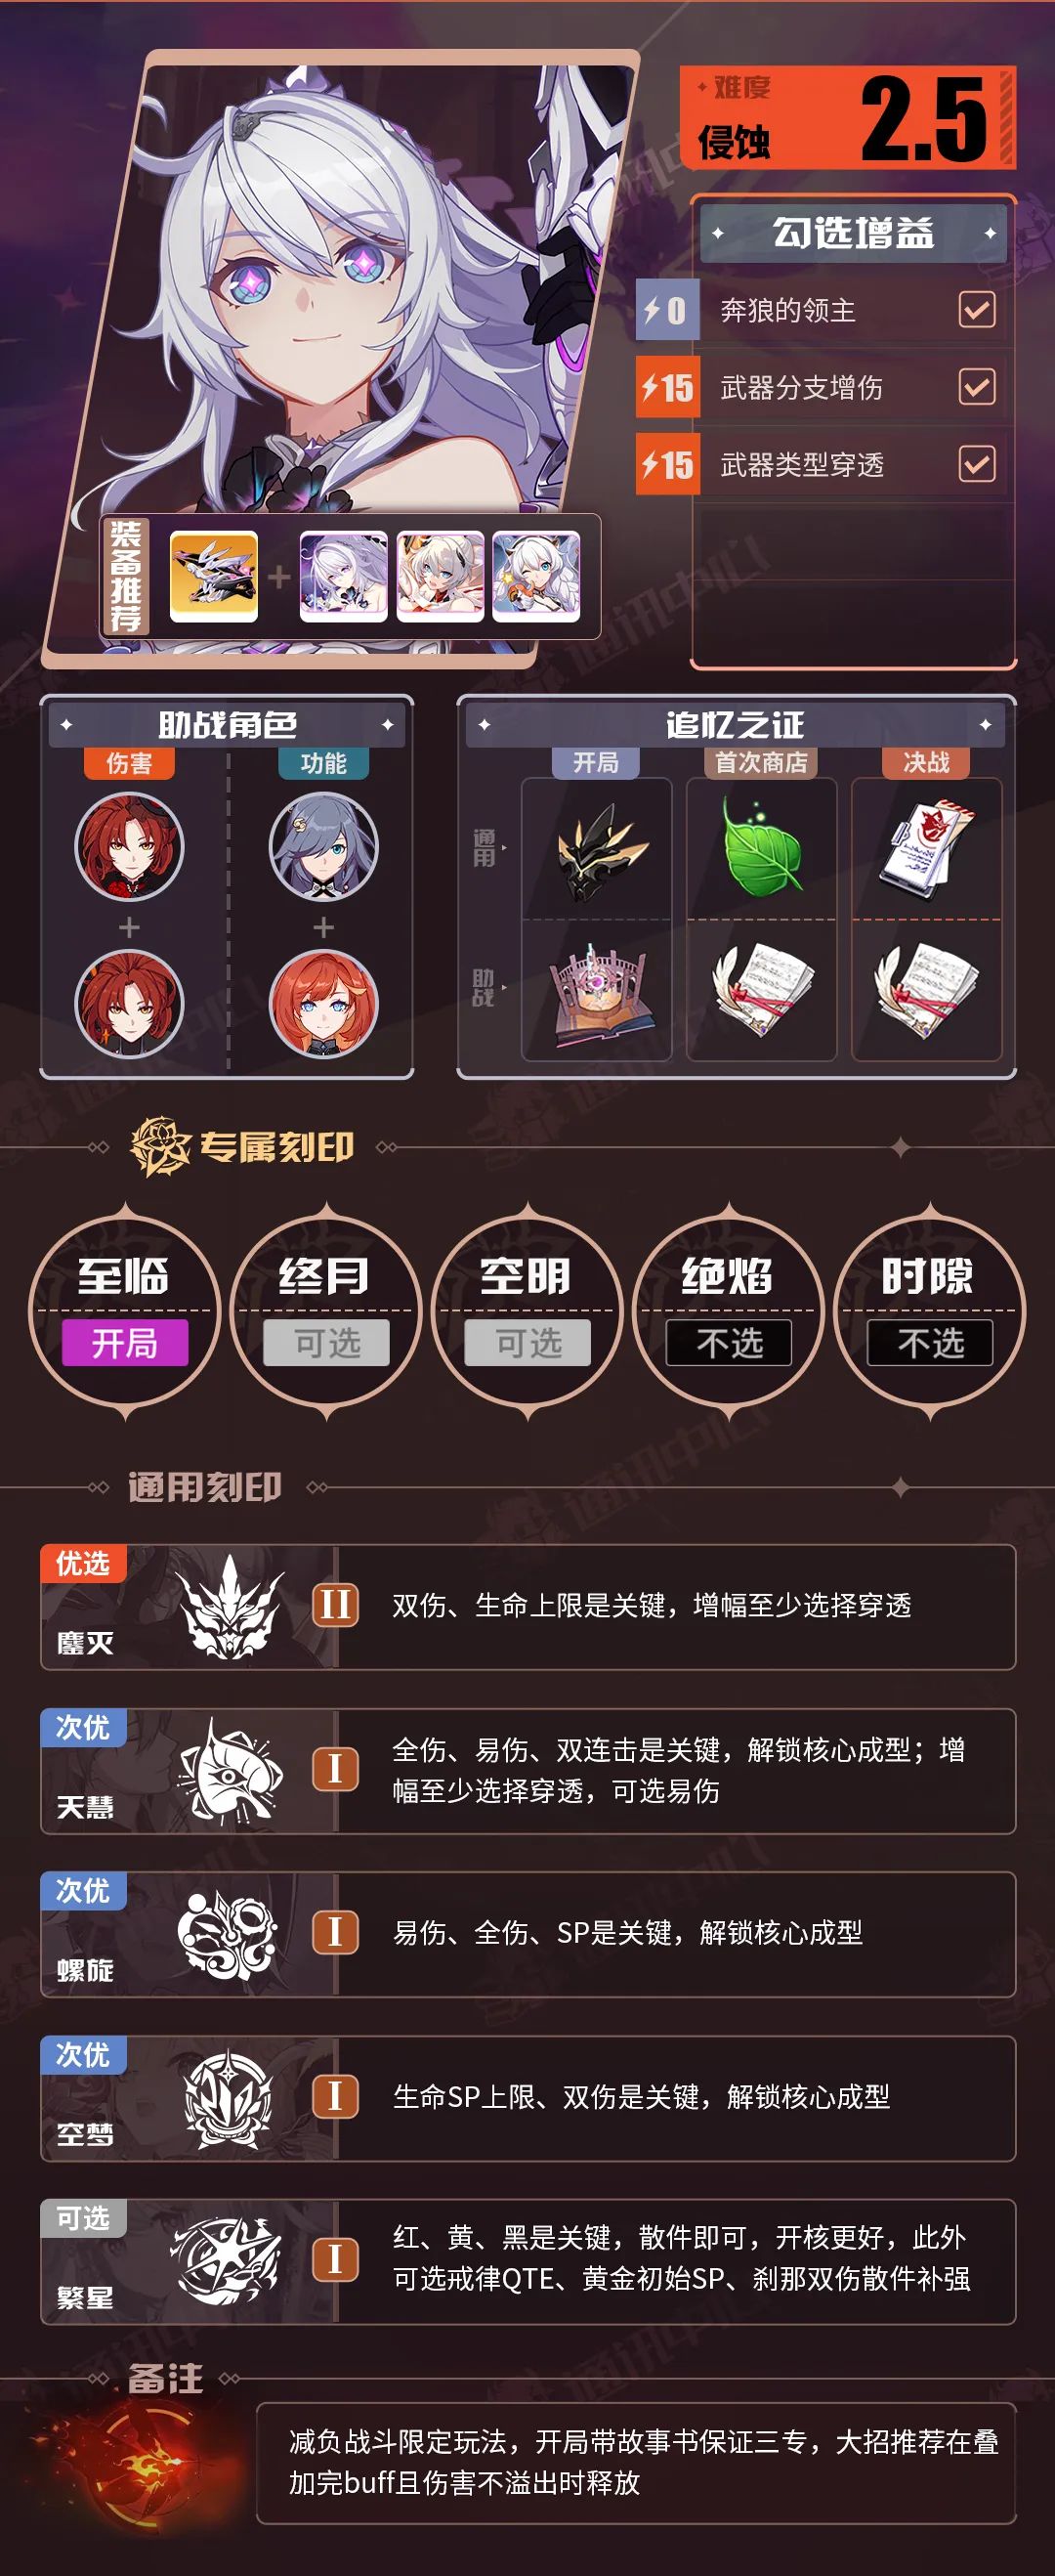 难度
侵蚀
2.5
勾选增益
0
奔狼的领主
15
武器分支增伤
15
武器类型穿透
装备推荐
助战角色
伤害
功能
追忆之证
开局
首次商店
决战
通用
助战
专属刻印
至临
开局
终月
可选
空明
可选
绝焰
不选
时隙
不选
通用刻印
优选
鏖灭
II
双伤、生命上限是关键，增幅至少选择穿透
次优
天慧
I
全伤、易伤、双连击是关键，解锁核心成型；增
幅至少选择穿透，可选易伤
次优
螺旋
I
易伤、全伤、SP是关键，解锁核心成型
次优
空梦
I
生命SP上限、双伤是关键，解锁核心成型
可选
繁星
I
红、黄、黑是关键，散件即可，开核更好，此外
可选戒律QTE、黄金初始SP、刹那双伤散件补强
备注
减负战斗限定玩法，开局带故事书保证三专，大招推荐在叠
加完buff且伤害不溢出时释放